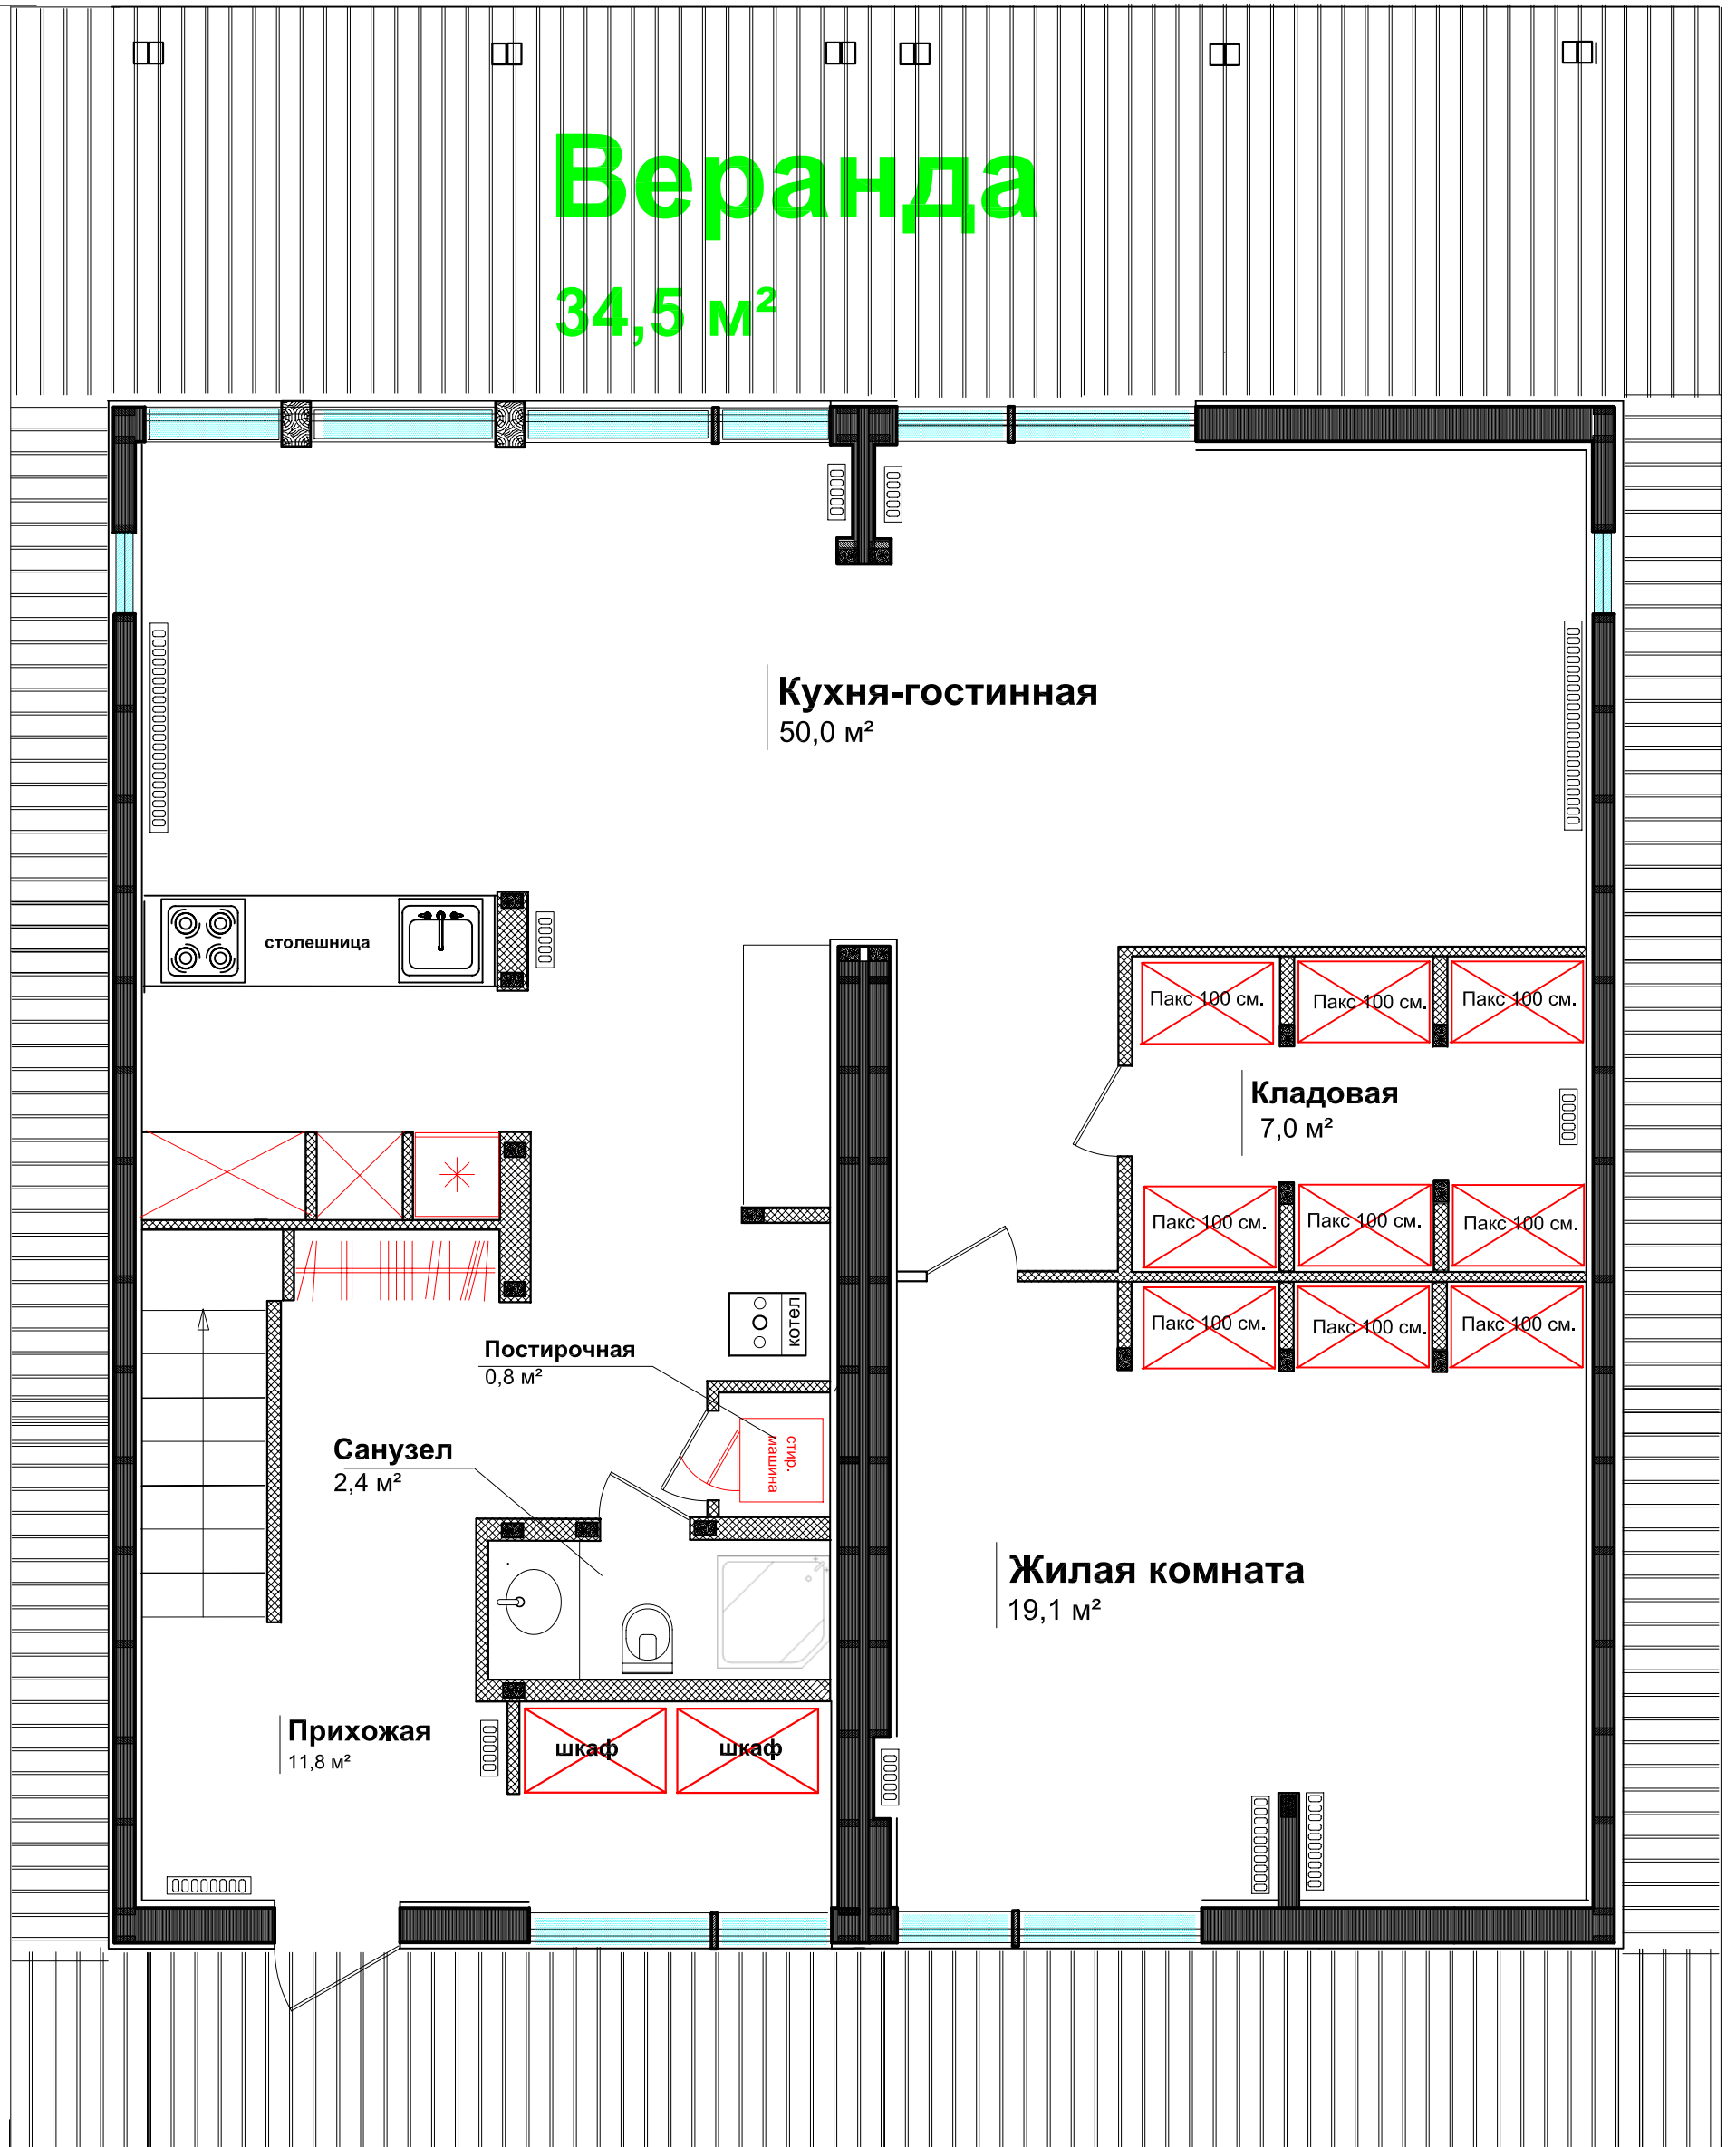 Веранда
34,5 м²
Кухня-гостинная
50,0 м²
столешница
Пакс 100 см.
Пакс 100 см.
Пакс 100 см.
Кладовая
7,0 м²
Пакс 100 см.
Пакс 100 см.
Пакс 100 см.
котел
Пакс 100 см.
Пакс 100 см.
Пакс 100 см.
Постирочная
0,8 м²
Санузел
2,4 м²
стир.
машина
Жилая комната
19,1 м²
Прихожая
11,8 м²
шкаф
шкаф